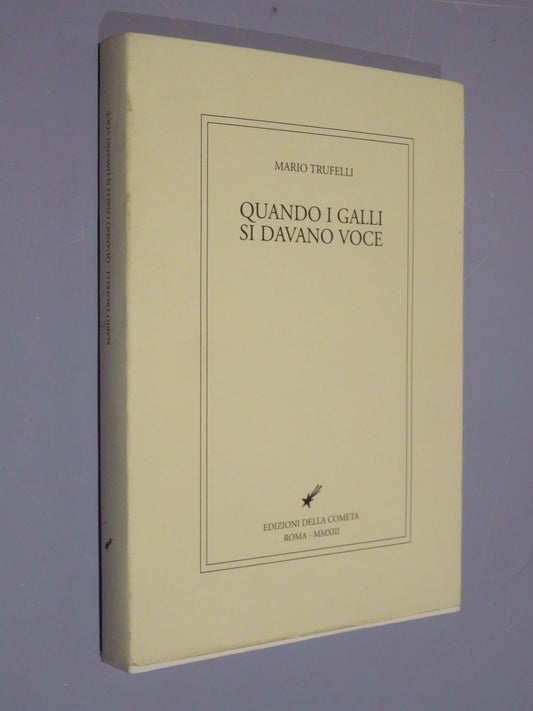 MARIO TRUFELLI
QUANDO I GALLI
SI DAVANO VOCE
EDIZIONI DELLA COMETA
ROMA - MMXIII
MARIO TRUFELLI - QUANDO I GALLI SI DAVANO VOCE